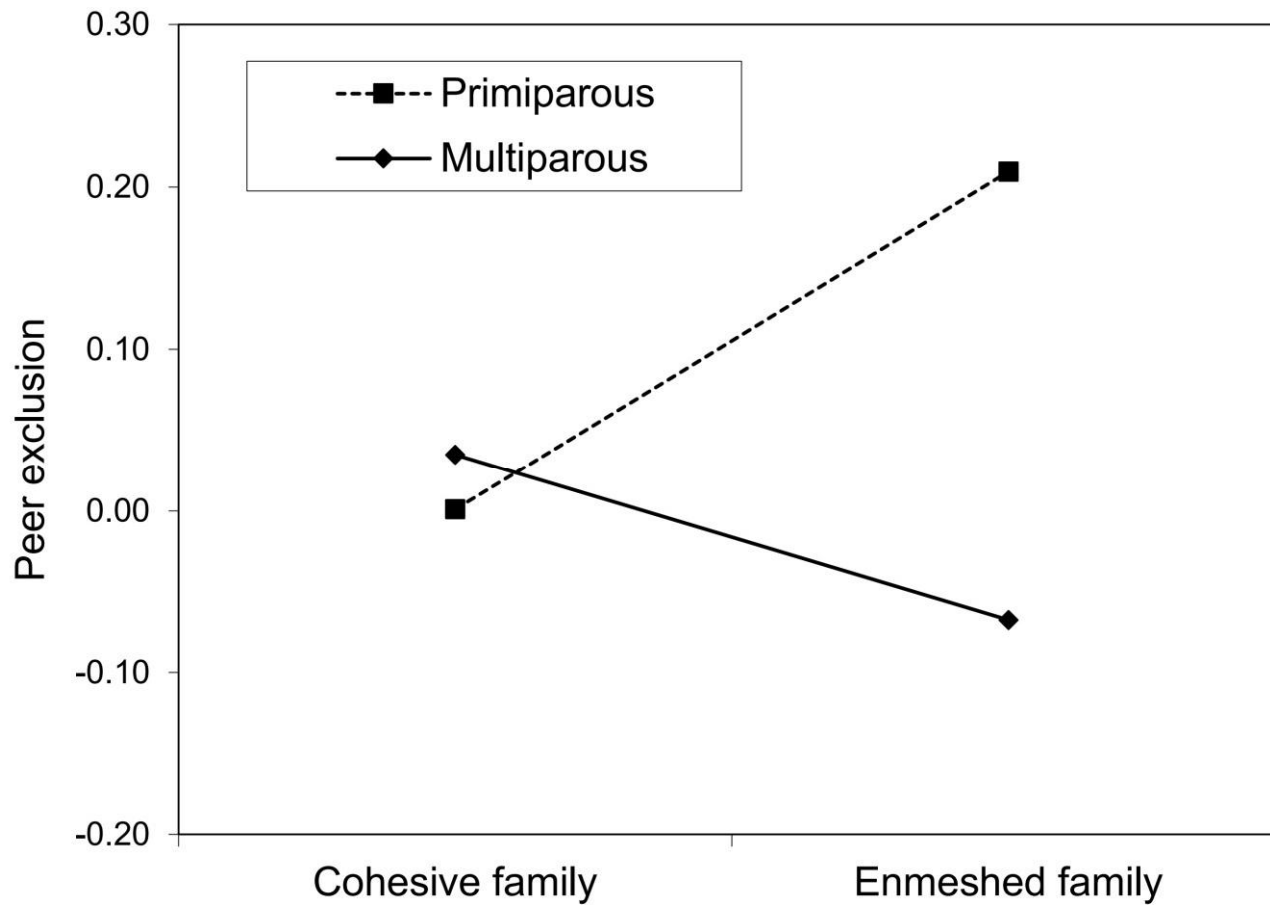 0.30
Primiparous
Multiparous
0.20
0.10
0.00
-0.10
-0.20
Peer exclusion
Cohesive family
Enmeshed family